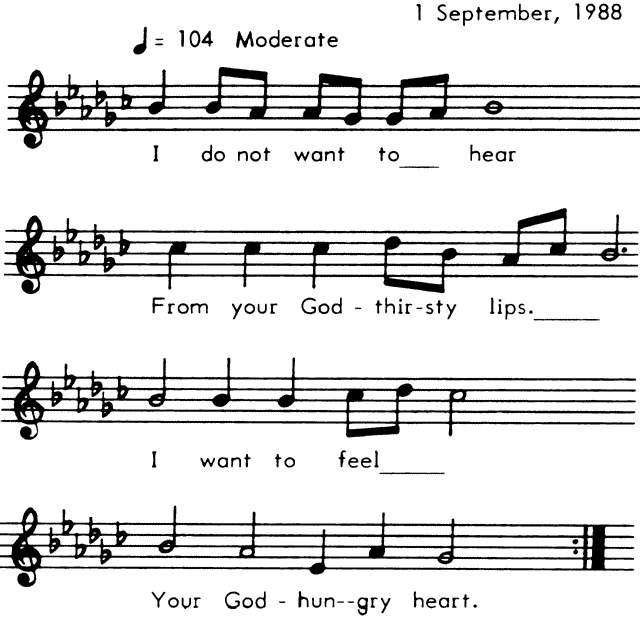 1 September, 1988
♩ = 104 Moderate
I do not want to___ hear
From your God - thir-sty lips.____
I want to feel____
Your God - hun--gry heart.